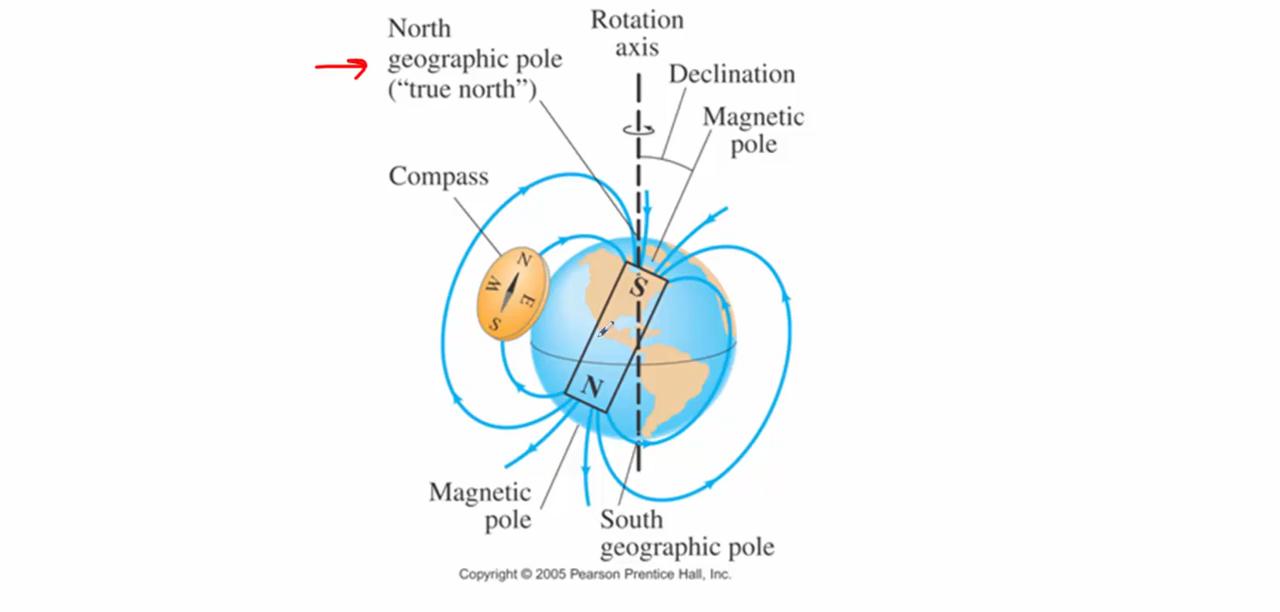 North
geographic pole
(“true north”)
Rotation
axis
Declination
Magnetic
pole
Compass
N
W
E
S
S
N
Magnetic
pole
South
geographic pole
Copyright © 2005 Pearson Prentice Hall, Inc.